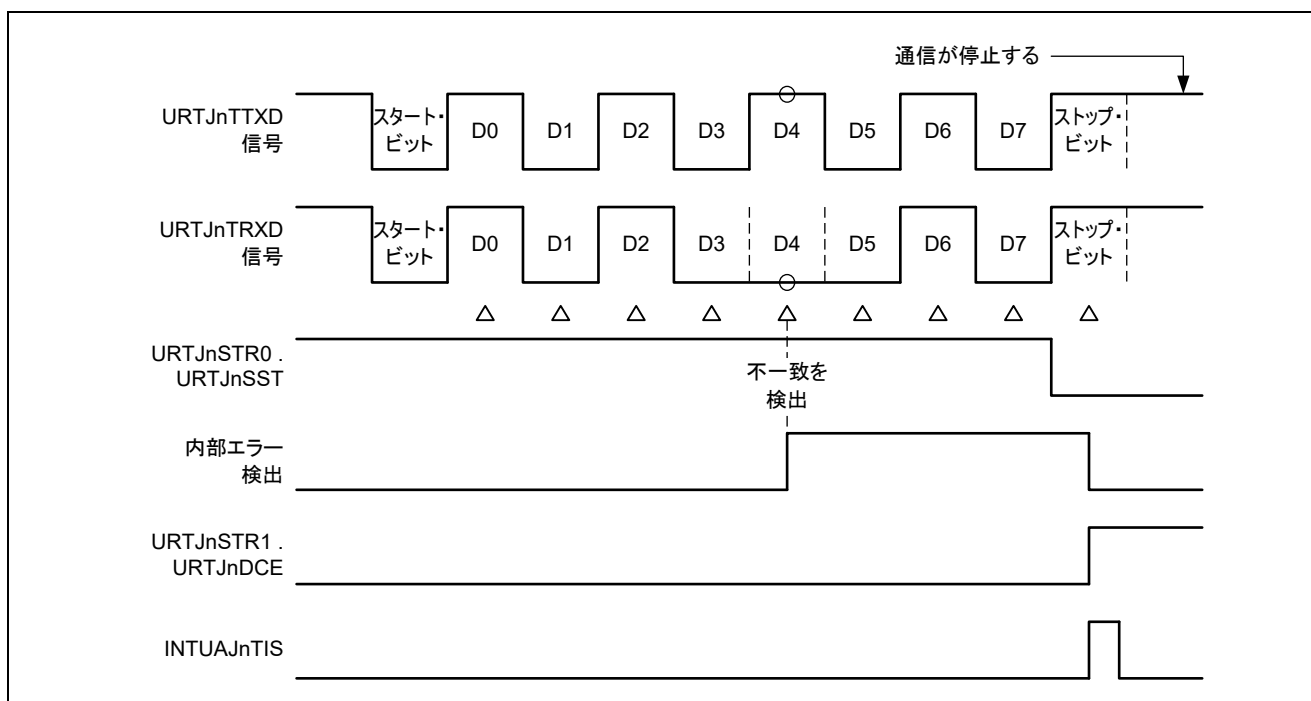 通信が停止する
URTJnTTXD
信号
スタート・
ビット
D0
D1
D2
D3
D4
D5
D6
D7
ストップ・
ビット
URTJnTRXD
信号
スタート・
ビット
D0
D1
D2
D3
D4
D5
D6
D7
ストップ・
ビット
URTJnSTR0 .
URTJnSST
不一致を
検出
内部エラー
検出
URTJnSTR1 .
URTJnDCE
INTUAJnTIS